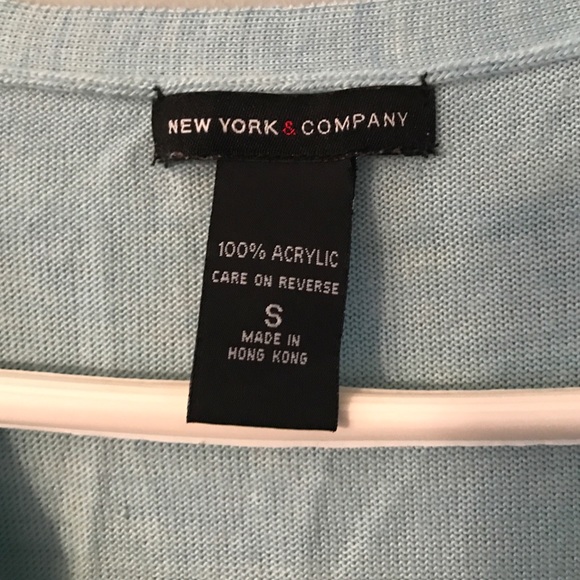 NEW YORK & COMPANY
100% ACRYLIC
CARE ON REVERSE
S
MADE IN
HONG KONG